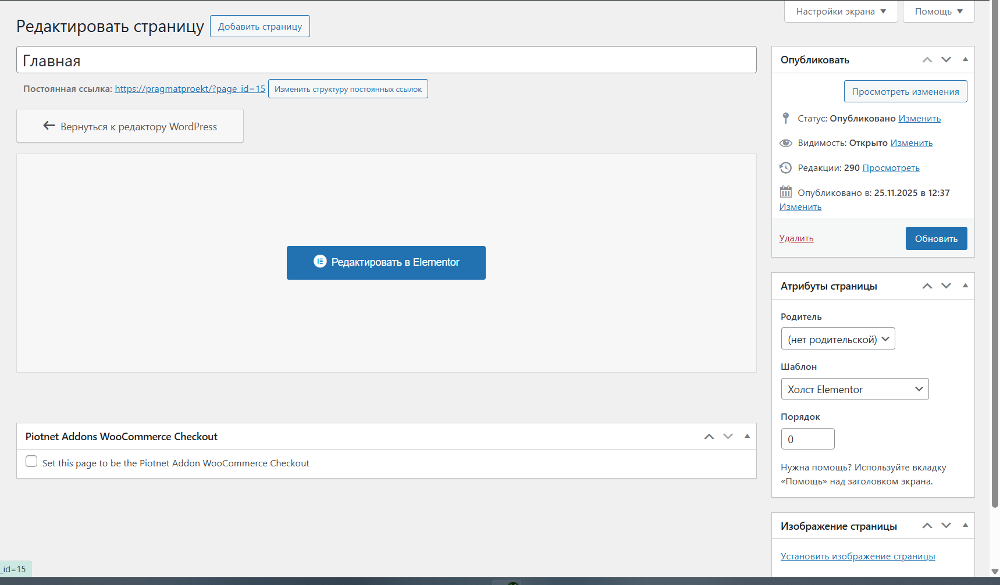 Настройки экрана
Помощь
Редактировать страницу
Добавить страницу
Главная
Постоянная ссылка: https://pragmatproekt/?page_id=15 Изменить структуру постоянных ссылок
Вернуться к редактору WordPress
Редактировать в Elementor
Piotnet Addons WooCommerce Checkout
Set this page to be the Piotnet Addon WooCommerce Checkout
Опубликовать
Просмотреть изменения
Статус: Опубликовано Изменить
Видимость: Открыто Изменить
Редакции: 290 Просмотреть
Опубликовано в: 25.11.2025 в 12:37
Изменить
Удалить
Обновить
Атрибуты страницы
Родитель
(нет родительской)
Шаблон
Холст Elementor
Порядок
0
Нужна помощь? Используйте вкладку
«Помощь» над заголовком экрана.
Изображение страницы
Установить изображение страницы
_id=15